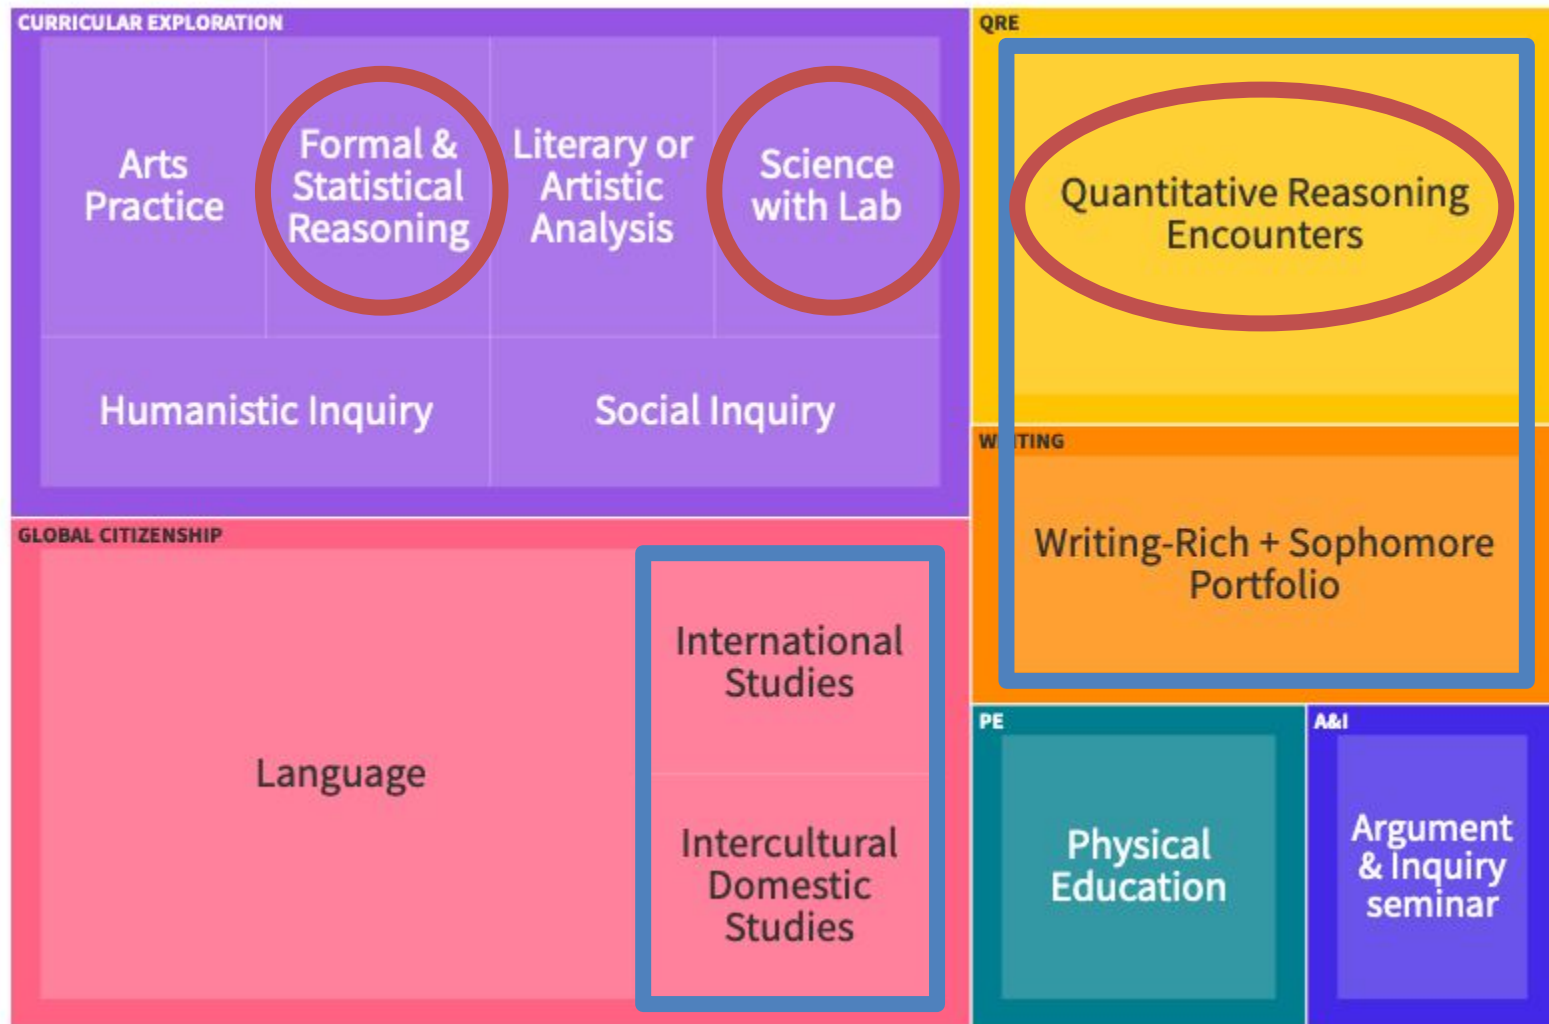 CURRICULAR EXPLORATION
Arts
Practice
Formal &
Statistical
Reasoning
Literary or
Artistic
Analysis
Science
with Lab
Humanistic Inquiry
Social Inquiry
QRE
Quantitative Reasoning
Encounters
WRITING
Writing-Rich + Sophomore
Portfolio
GLOBAL CITIZENSHIP
Language
International
Studies
Intercultural
Domestic
Studies
PE
Physical
Education
A&I
Argument
& Inquiry
seminar